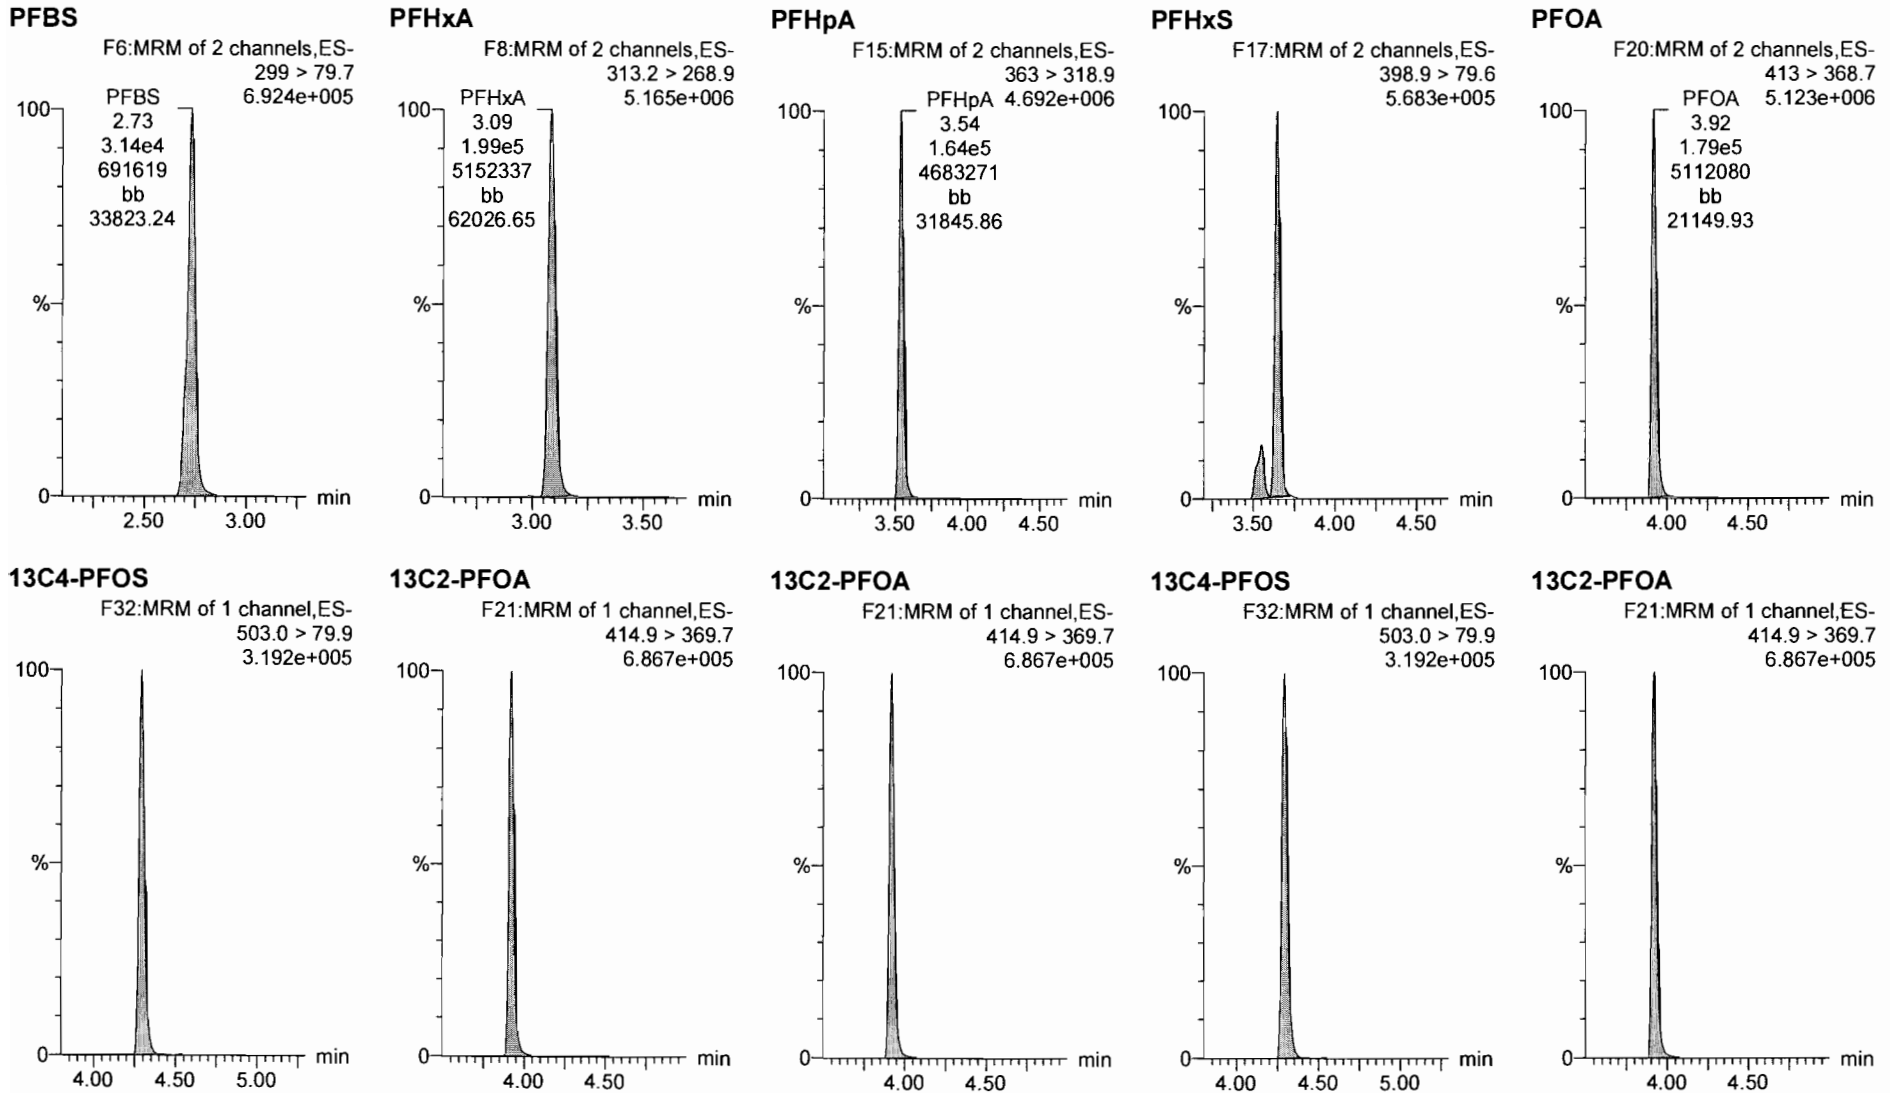 PFBS
F6:MRM of 2 channels,ES-
299 > 79.7
6.924e+005
PFBS
2.73
3.14e4
691619
bb
33823.24
100
%
0
2.50 3.00
min
PFHxA
F8:MRM of 2 channels,ES-
313.2 > 268.9
5.165e+006
PFHxA
3.09
1.99e5
5152337
bb
62026.65
100
%
0
3.00 3.50
min
PFHpA
F15:MRM of 2 channels,ES-
363 > 318.9
4.692e+006
PFHpA
3.54
1.64e5
4683271
bb
31845.86
100
%
0
3.50 4.00 4.50
min
PFHxS
F17:MRM of 2 channels,ES-
398.9 > 79.6
5.683e+005
100
%
0
3.50 4.00 4.50
min
PFOA
F20:MRM of 2 channels,ES-
413 > 368.7
5.123e+006
PFOA
3.92
1.79e5
5112080
bb
21149.93
100
%
0
4.00 4.50
min
13C4-PFOS
F32:MRM of 1 channel,ES-
503.0 > 79.9
3.192e+005
100
%
0
4.00 4.50 5.00
min
13C2-PFOA
F21:MRM of 1 channel,ES-
414.9 > 369.7
6.867e+005
100
%
0
4.00 4.50
min
13C2-PFOA
F21:MRM of 1 channel,ES-
414.9 > 369.7
6.867e+005
100
%
0
4.00 4.50
min
13C4-PFOS
F32:MRM of 1 channel,ES-
503.0 > 79.9
3.192e+005
100
%
0
4.00 4.50 5.00
min
13C2-PFOA
F21:MRM of 1 channel,ES-
414.9 > 369.7
6.867e+005
100
%
0
4.00 4.50
min